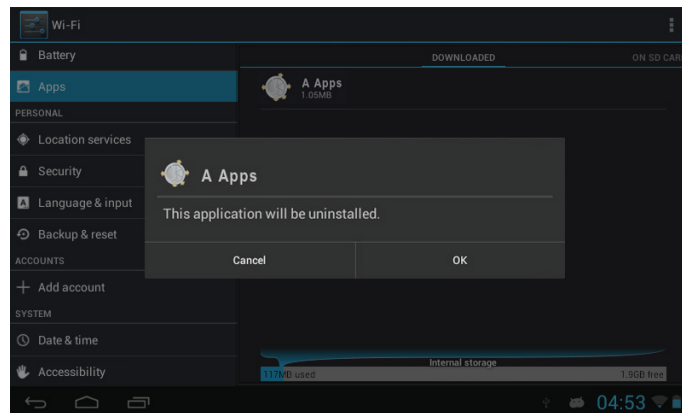 Wi-Fi
Battery
DOWNLOADED
ON SD CAR
Apps
A Apps
1.05MB
PERSONAL
Location services
Security
Language & input
Backup & reset
ACCOUNTS
Add account
SYSTEM
Date & time
Accessibility
A Apps
This application will be uninstalled.
Cancel
OK
Internal storage
117MB used
1.9GB free
04:53